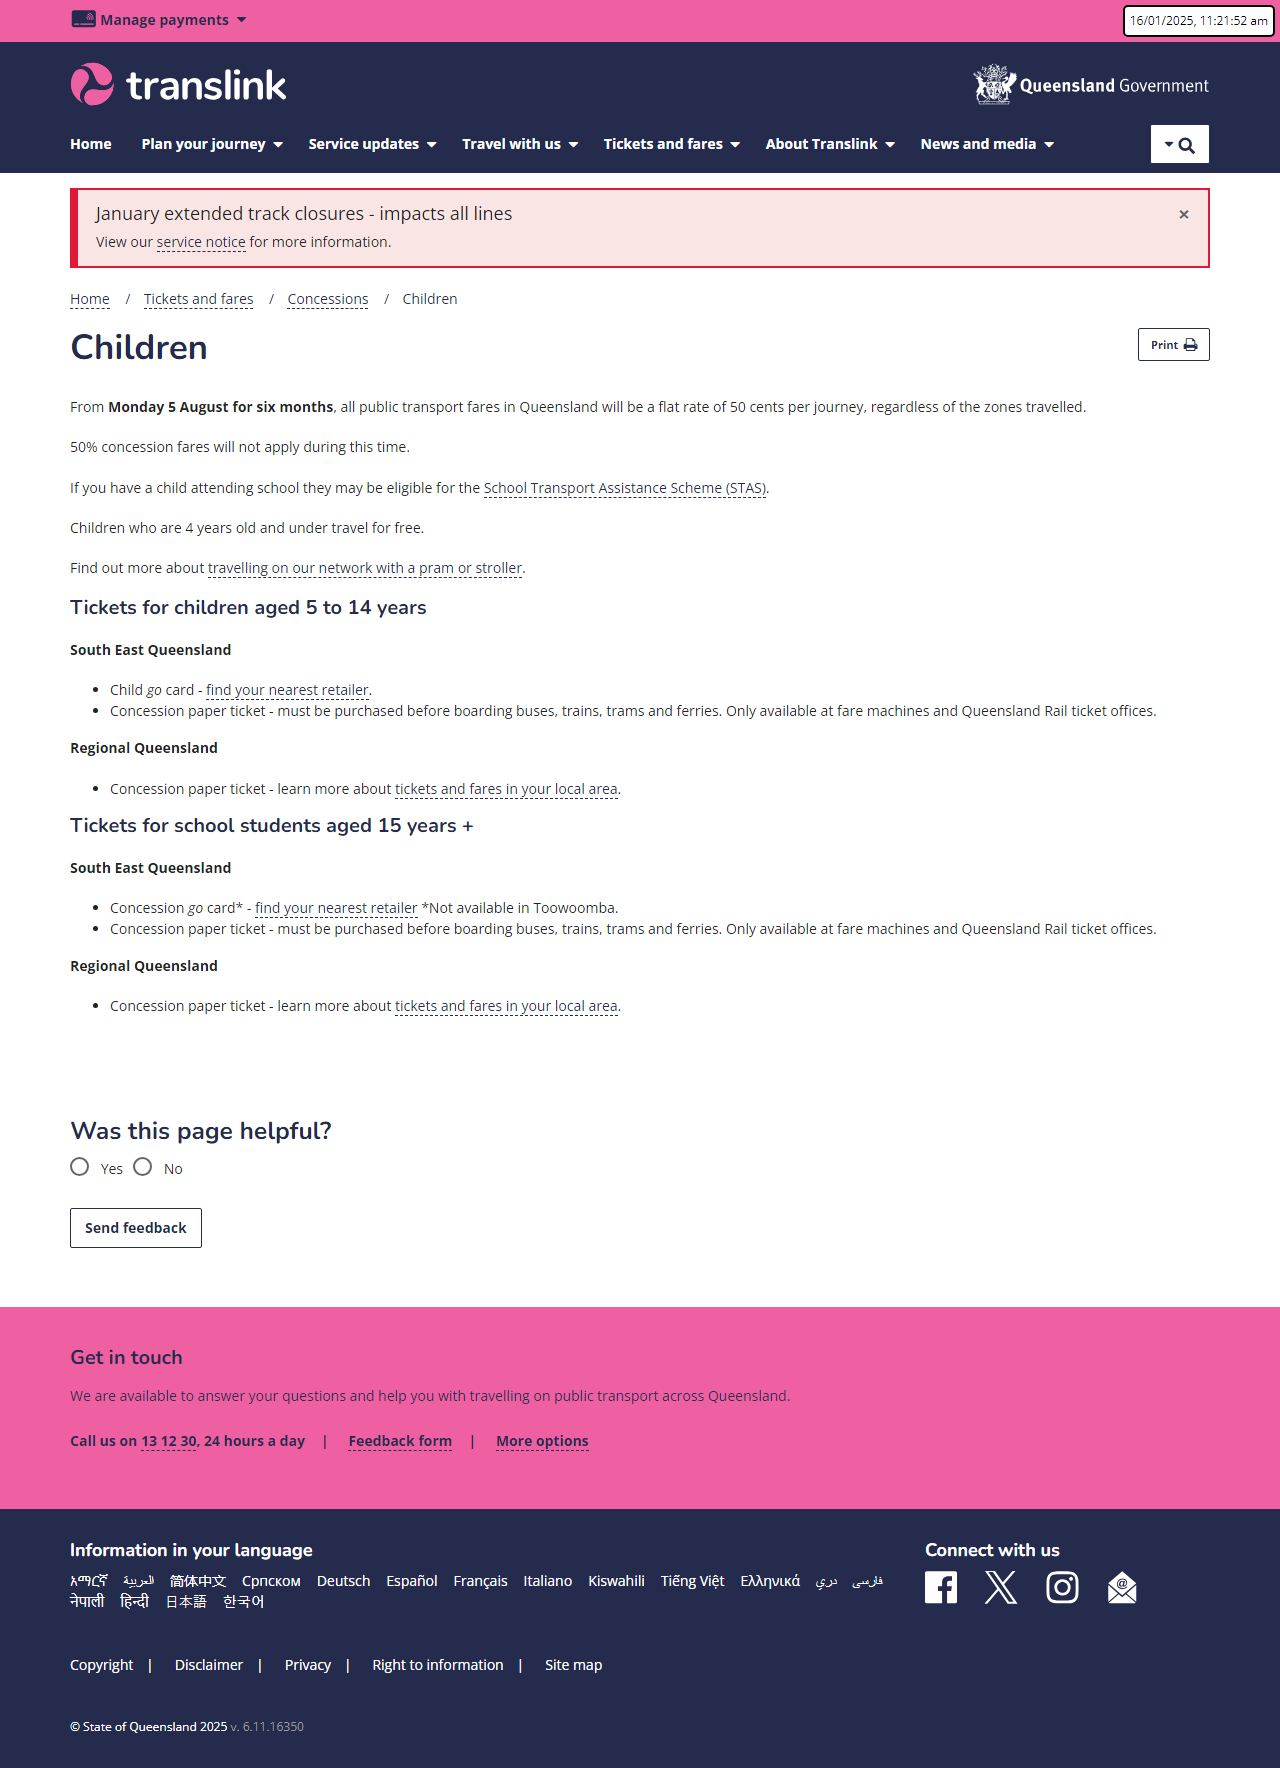 Manage payments
16/01/2025, 11:21:52 am
translink
Queensland Government
Home Plan your journey Service updates Travel with us Tickets and fares About Translink News and media
January extended track closures - impacts all lines ×
View our service notice for more information.
Home / Tickets and fares / Concessions / Children
Children
Print
From Monday 5 August for six months, all public transport fares in Queensland will be a flat rate of 50 cents per journey, regardless of the zones travelled.
50% concession fares will not apply during this time.
If you have a child attending school they may be eligible for the School Transport Assistance Scheme (STAS).
Children who are 4 years old and under travel for free.
Find out more about travelling on our network with a pram or stroller.
Tickets for children aged 5 to 14 years
South East Queensland
• Child go card - find your nearest retailer.
• Concession paper ticket - must be purchased before boarding buses, trains, trams and ferries. Only available at fare machines and Queensland Rail ticket offices.
Regional Queensland
• Concession paper ticket - learn more about tickets and fares in your local area.
Tickets for school students aged 15 years +
South East Queensland
• Concession go card* - find your nearest retailer *Not available in Toowoomba.
• Concession paper ticket - must be purchased before boarding buses, trains, trams and ferries. Only available at fare machines and Queensland Rail ticket offices.
Regional Queensland
• Concession paper ticket - learn more about tickets and fares in your local area.
Was this page helpful?
Yes No
Send feedback
Get in touch
We are available to answer your questions and help you with travelling on public transport across Queensland.
Call us on 13 12 30, 24 hours a day | Feedback form | More options
Information in your language
አማርኛ العربية 简体中文 Српском Deutsch Español Français Italiano Kiswahili Tiếng Việt Ελληνικά دري فارسی
नेपाली हिन्दी 日本語 한국어
Connect with us
Copyright | Disclaimer | Privacy | Right to information | Site map
© State of Queensland 2025 v. 6.11.16350